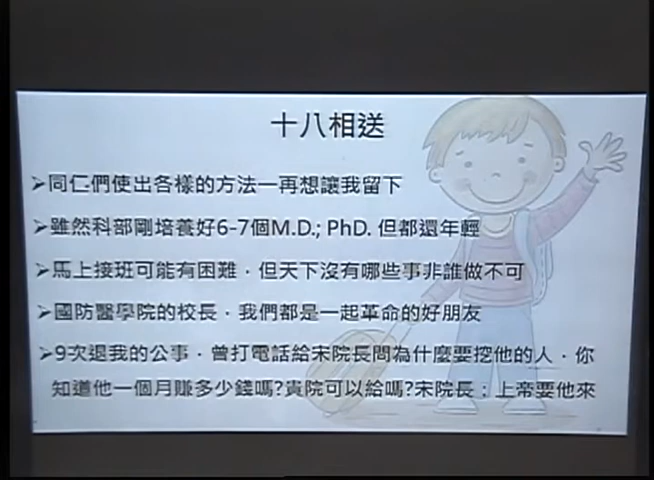 十八相送
➢同仁們使出各樣的方法一再想讓我留下
➢雖然科部剛培養好6-7個M.D.; PhD. 但都還年輕
➢馬上接班可能有困難，但天下沒有哪些事非誰做不可
➢國防醫學院的校長，我們都是一起革命的好朋友
➢9次退我的公事，曾打電話給宋院長問為什麼要挖他的人，你
知道他一個月賺多少錢嗎?貴院可以給嗎?宋院長：上帝要他來